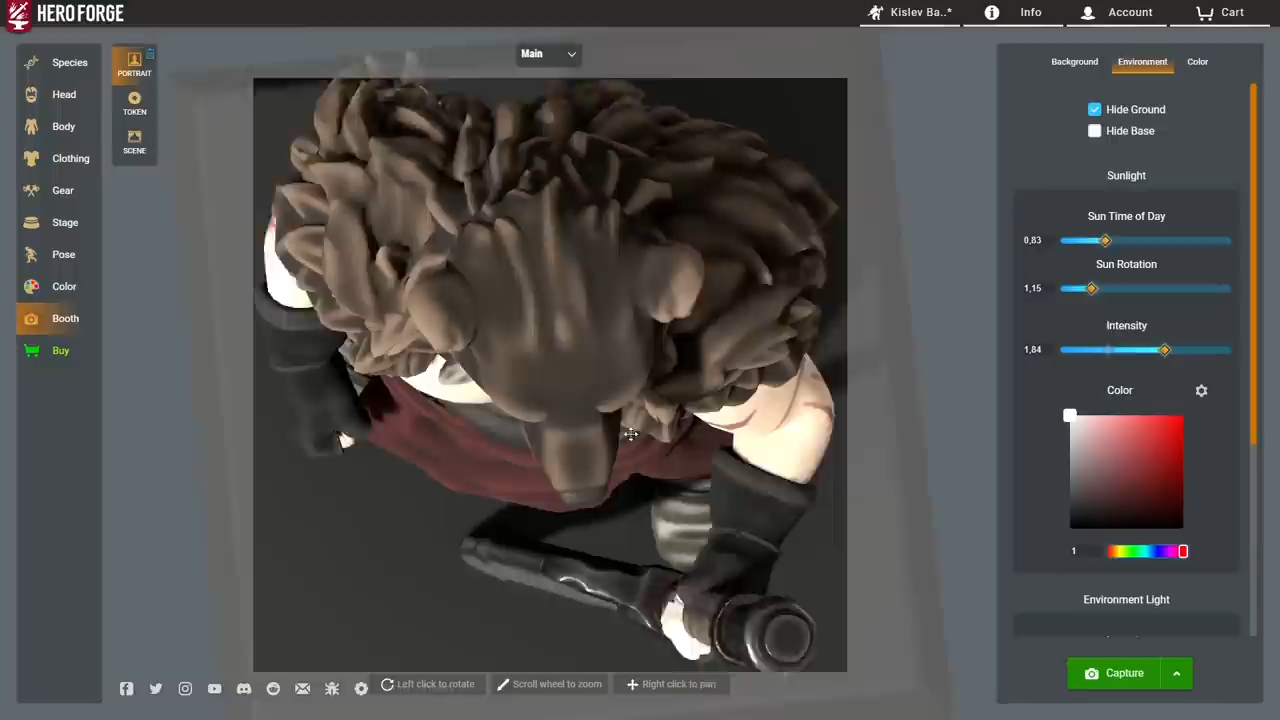 HERO FORGE
Kislev Ba..*
Info
Account
Cart
Species
Head
Body
Clothing
Gear
Stage
Pose
Color
Booth
Buy
PORTRAIT
TOKEN
SCENE
Main
Background
Environment
Color
Hide Ground
Hide Base
Sunlight
Sun Time of Day
0,83
Sun Rotation
1,15
Intensity
1,84
Color
1
Environment Light
Capture
Left click to rotate
Scroll wheel to zoom
Right click to pan